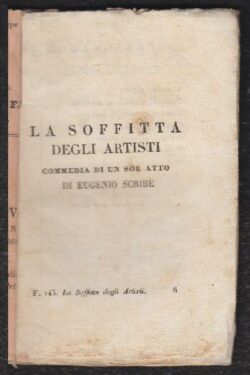 LA SOFFITTA
DEGLI ARTISTI
COMMEDIA DI UN SOL ATTO
DI EUGENIO SCRIBE
F. 143. La Soffitta degli Artisti. 6